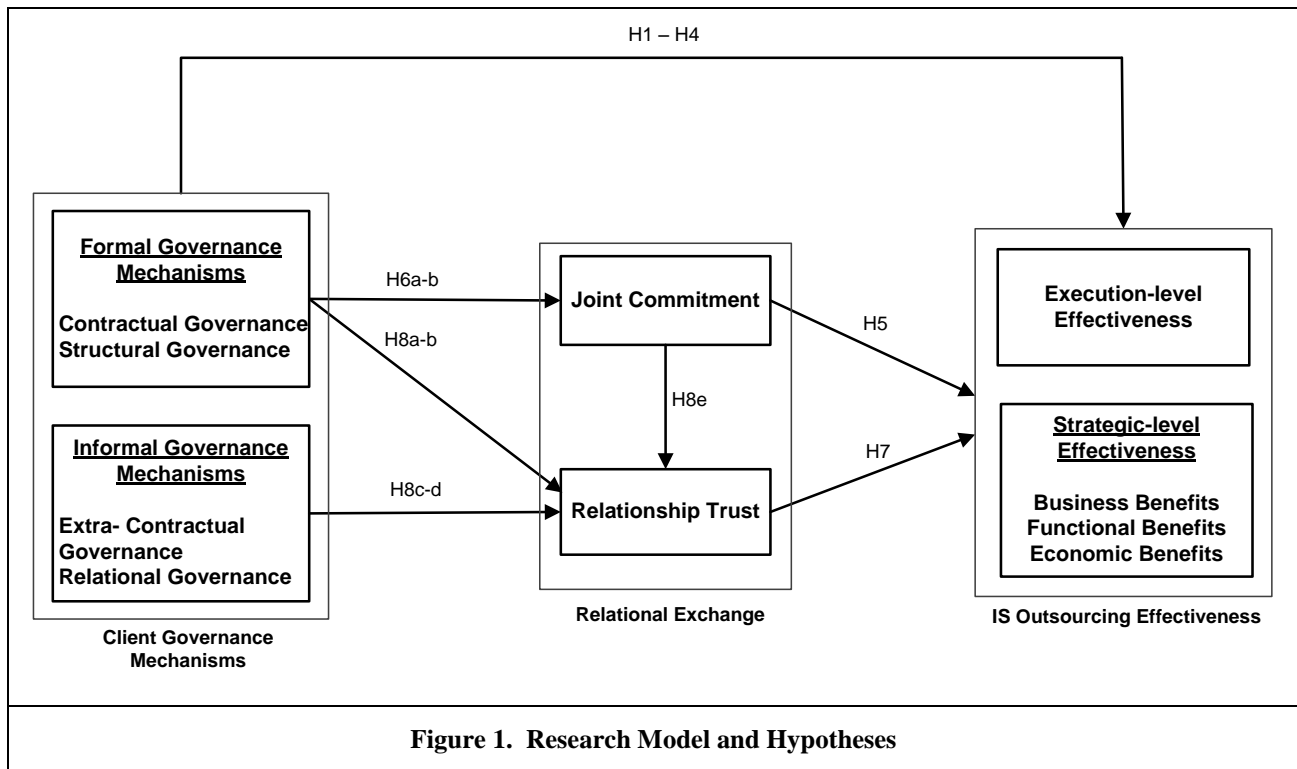 H1 – H4
Formal Governance
Mechanisms
Contractual Governance
Structural Governance
Informal Governance
Mechanisms
Extra- Contractual
Governance
Relational Governance
Client Governance
Mechanisms
H6a-b
H8a-b
H8c-d
Joint Commitment
H8e
Relationship Trust
Relational Exchange
H5
H7
Execution-level
Effectiveness
Strategic-level
Effectiveness
Business Benefits
Functional Benefits
Economic Benefits
IS Outsourcing Effectiveness
Figure 1. Research Model and Hypotheses